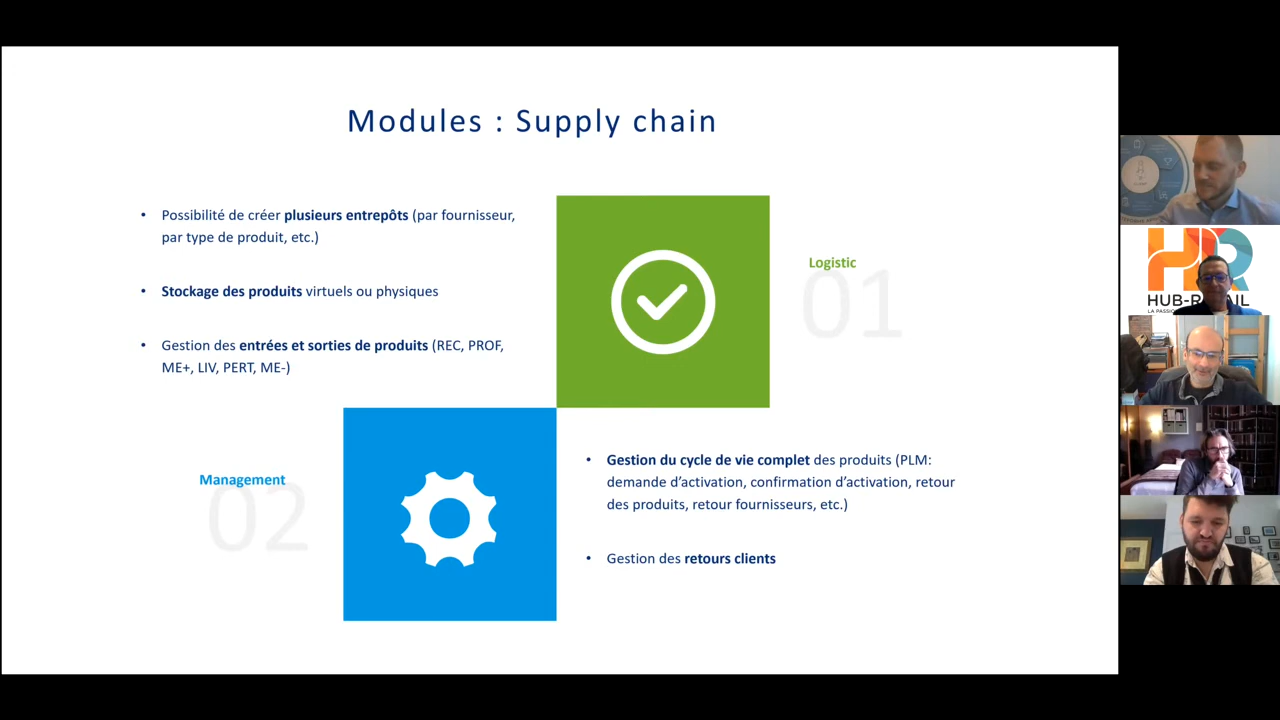 Modules : Supply chain
• Possibilité de créer plusieurs entrepôts (par fournisseur,
par type de produit, etc.)
• Stockage des produits virtuels ou physiques
• Gestion des entrées et sorties de produits (REC, PROF,
ME+, LIV, PERT, ME-)
Logistic
01
Management
02
• Gestion du cycle de vie complet des produits (PLM:
demande d’activation, confirmation d’activation, retour
des produits, retour fournisseurs, etc.)
• Gestion des retours clients
HR